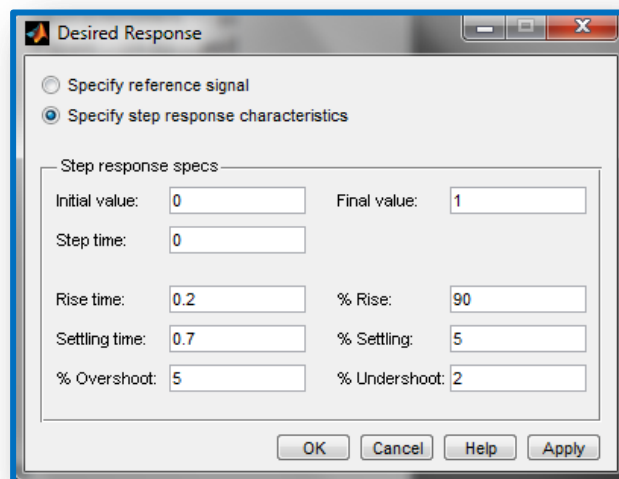 Desired Response
Specify reference signal
Specify step response characteristics
Step response specs
Initial value: 0 Final value: 1
Step time: 0
Rise time: 0.2 % Rise: 90
Settling time: 0.7 % Settling: 5
% Overshoot: 5 % Undershoot: 2
OK Cancel Help Apply